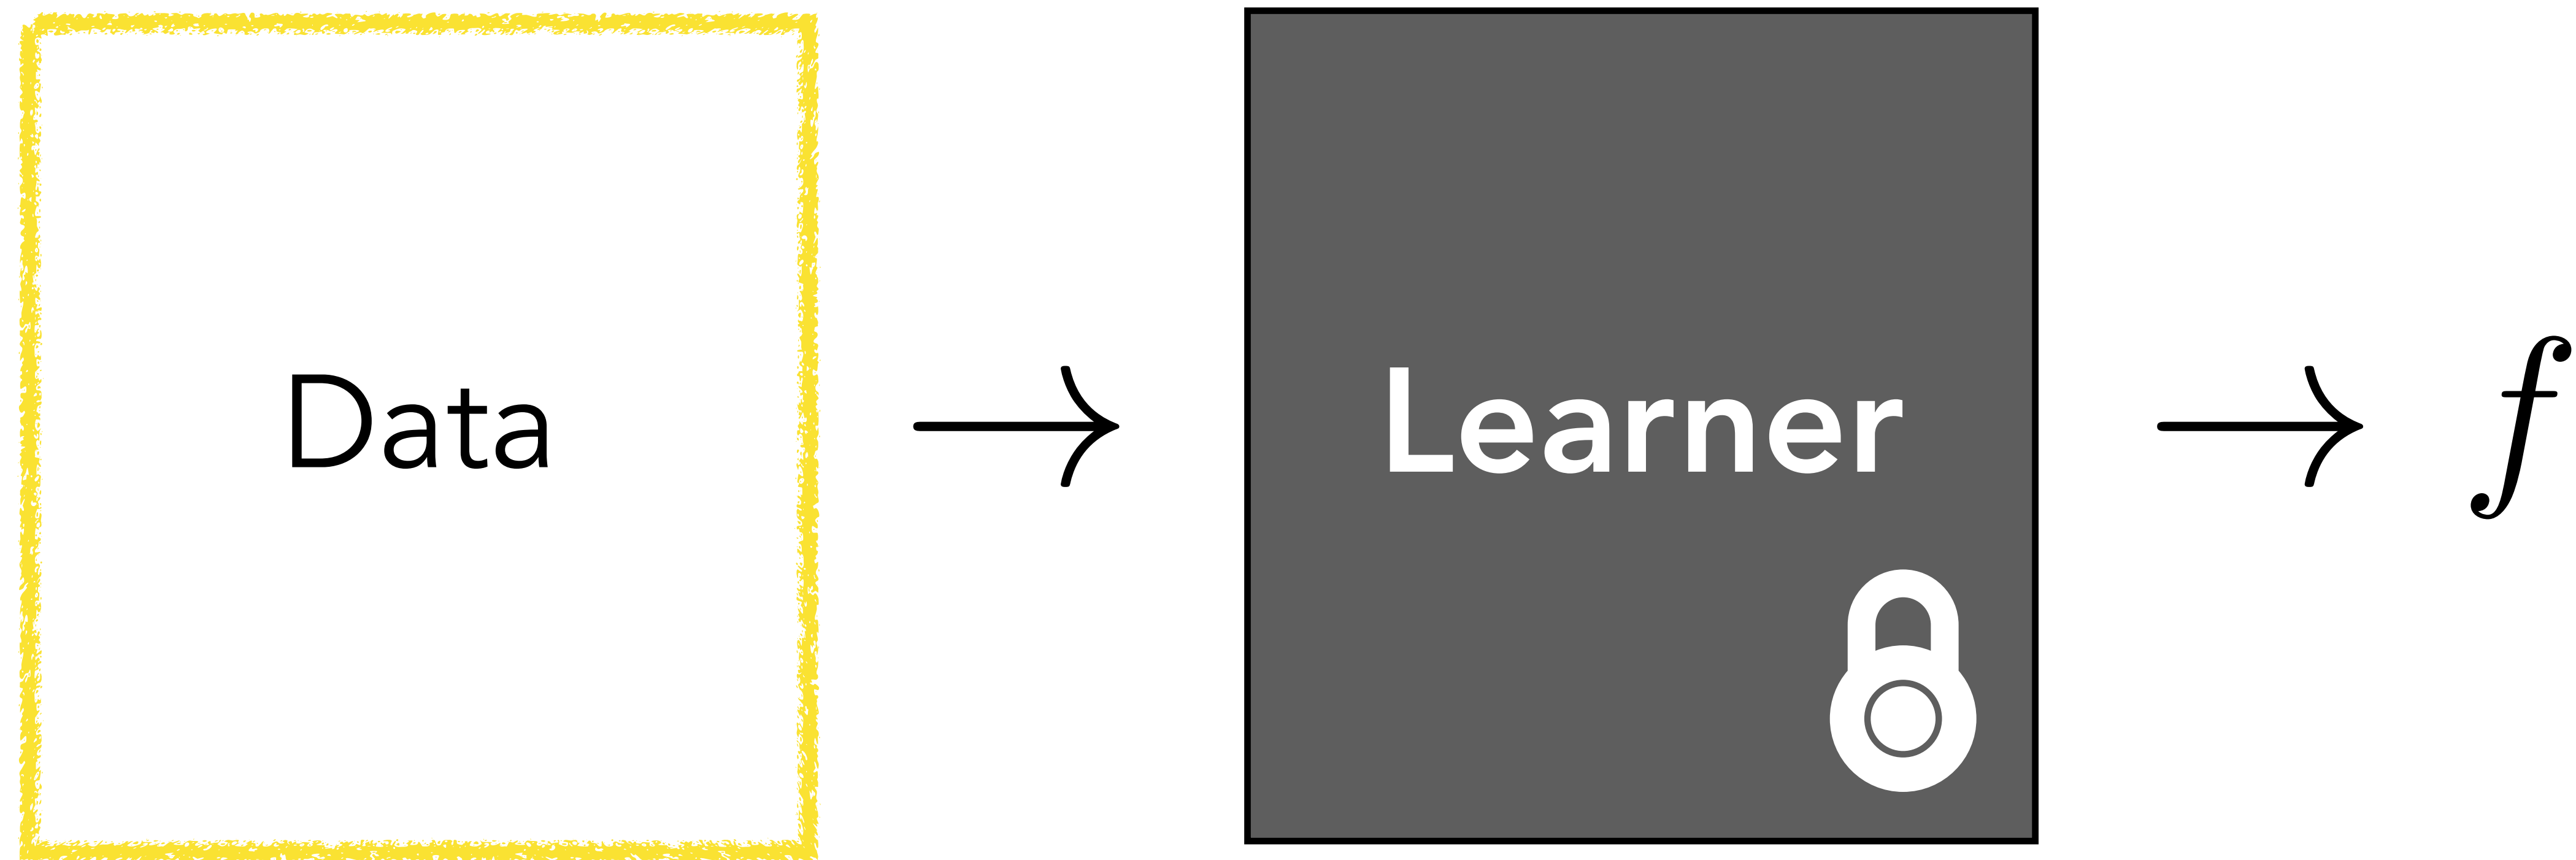 Data → Learner → f